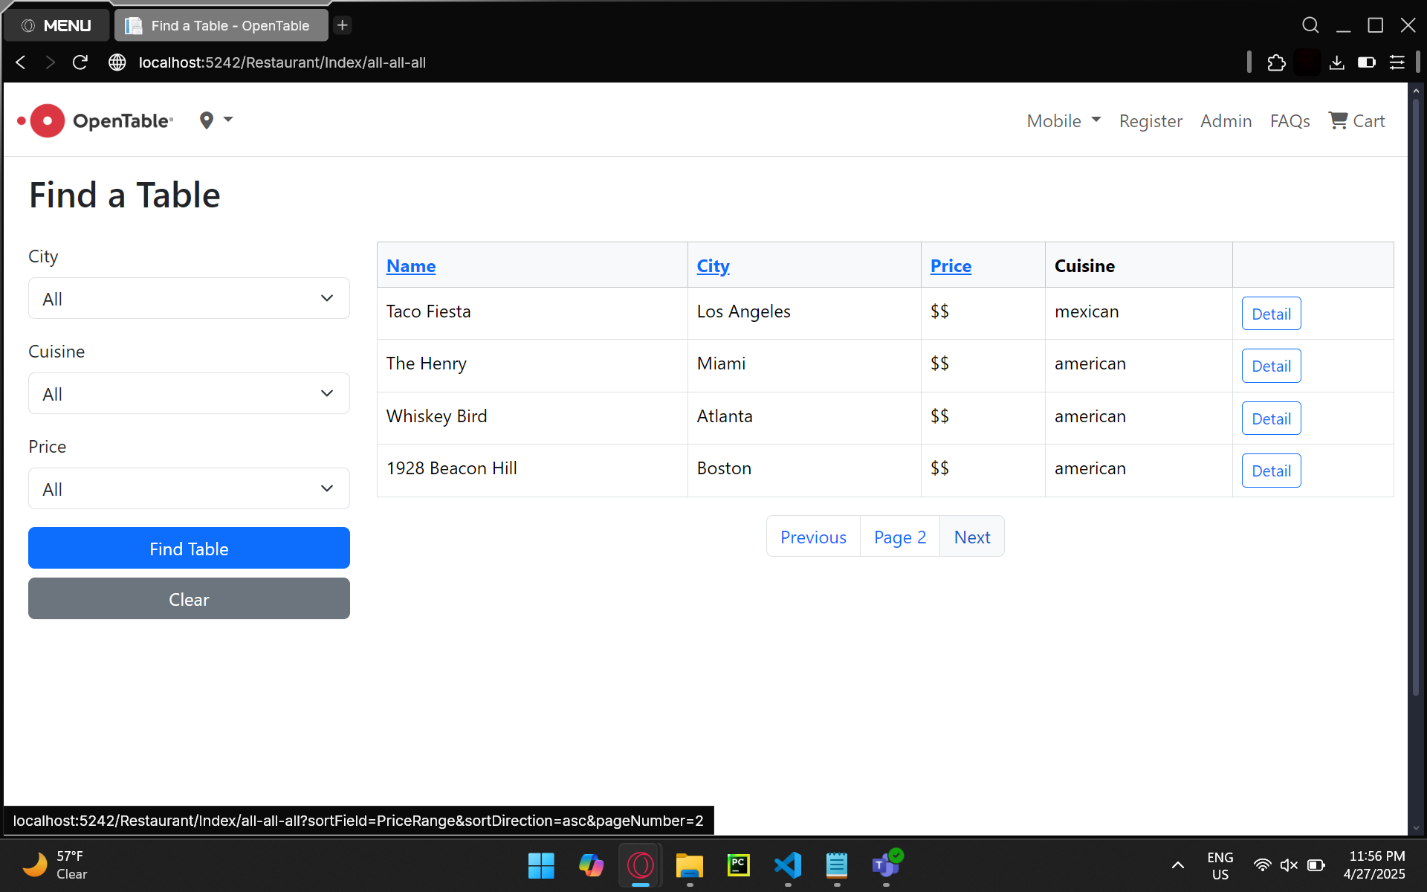 MENU
Find a Table - OpenTable
localhost:5242/Restaurant/Index/all-all-all
OpenTable
Mobile
Register
Admin
FAQs
Cart
Find a Table
City
All
Cuisine
All
Price
All
Find Table
Clear
Name City Price Cuisine
Taco Fiesta Los Angeles $$ mexican Detail
The Henry Miami $$ american Detail
Whiskey Bird Atlanta $$ american Detail
1928 Beacon Hill Boston $$ american Detail
Previous Page 2 Next
localhost:5242/Restaurant/Index/all-all-all?sortField=PriceRange&sortDirection=asc&pageNumber=2
57°F
Clear
PC
ENG
US
11:56 PM
4/27/2025